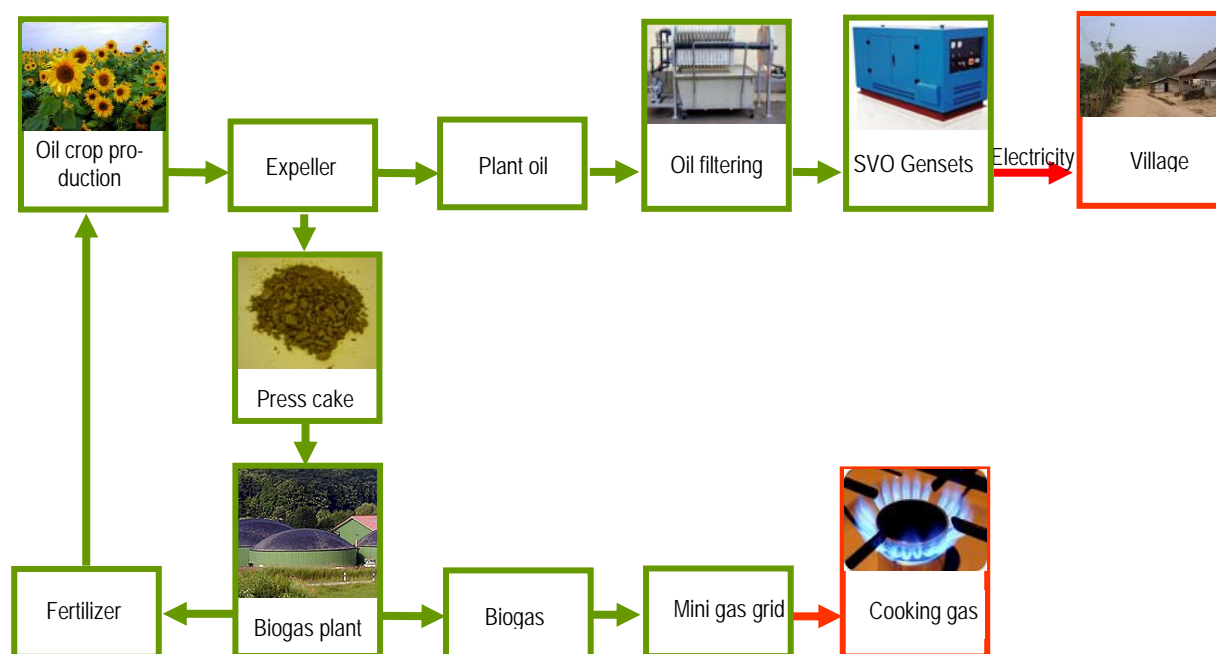 Oil crop pro-
duction
Expeller
Plant oil
Oil filtering
SVO Gensets
Electricity
Village
Press cake
Fertilizer
Biogas plant
Biogas
Mini gas grid
Cooking gas